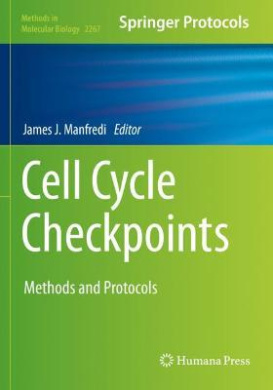 Methods in
Molecular Biology 2267
Springer Protocols
James J. Manfredi Editor
Cell Cycle
Checkpoints
Methods and Protocols
Humana Press